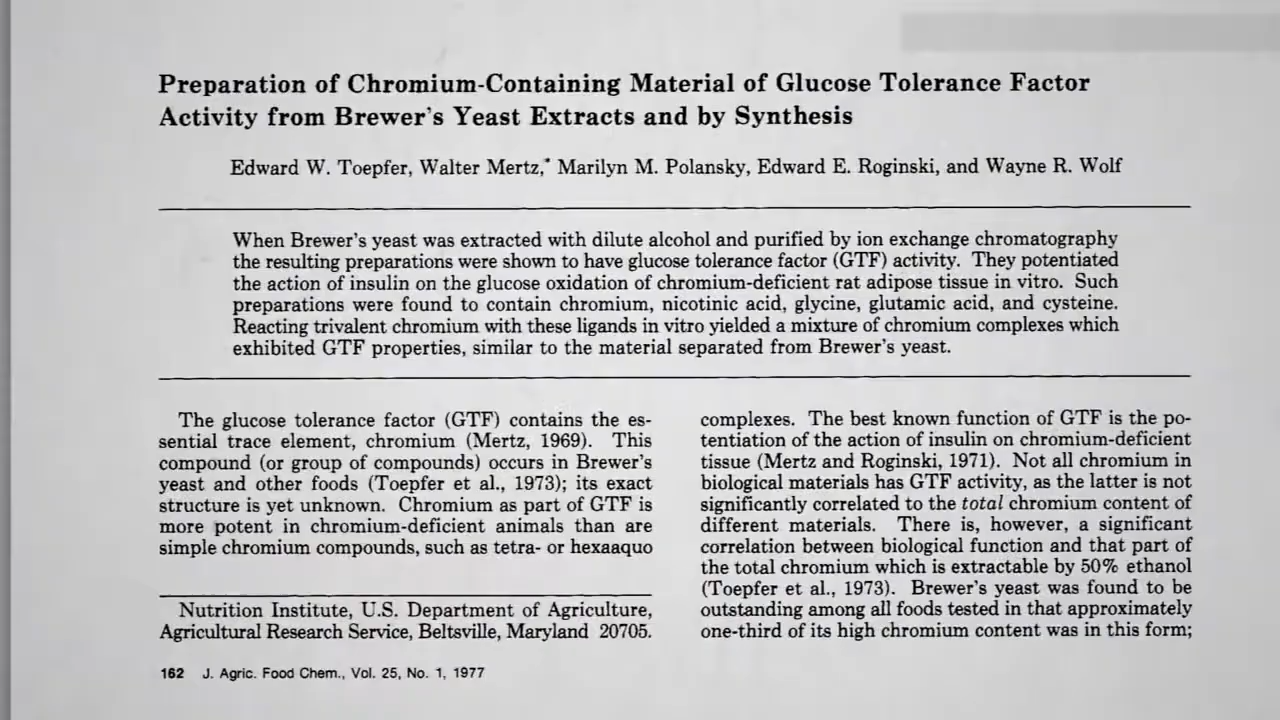 Preparation of Chromium-Containing Material of Glucose Tolerance Factor
Activity from Brewer's Yeast Extracts and by Synthesis
Edward W. Toepfer, Walter Mertz,* Marilyn M. Polansky, Edward E. Roginski, and Wayne R. Wolf
When Brewer's yeast was extracted with dilute alcohol and purified by ion exchange chromatography
the resulting preparations were shown to have glucose tolerance factor (GTF) activity. They potentiated
the action of insulin on the glucose oxidation of chromium-deficient rat adipose tissue in vitro. Such
preparations were found to contain chromium, nicotinic acid, glycine, glutamic acid, and cysteine.
Reacting trivalent chromium with these ligands in vitro yielded a mixture of chromium complexes which
exhibited GTF properties, similar to the material separated from Brewer's yeast.
The glucose tolerance factor (GTF) contains the es-
sential trace element, chromium (Mertz, 1969). This
compound (or group of compounds) occurs in Brewer's
yeast and other foods (Toepfer et al., 1973); its exact
structure is yet unknown. Chromium as part of GTF is
more potent in chromium-deficient animals than are
simple chromium compounds, such as tetra- or hexaaquo
Nutrition Institute, U.S. Department of Agriculture,
Agricultural Research Service, Beltsville, Maryland 20705.
162 J. Agric. Food Chem., Vol. 25, No. 1, 1977
complexes. The best known function of GTF is the po-
tentiation of the action of insulin on chromium-deficient
tissue (Mertz and Roginski, 1971). Not all chromium in
biological materials has GTF activity, as the latter is not
significantly correlated to the total chromium content of
different materials. There is, however, a significant
correlation between biological function and that part of
the total chromium which is extractable by 50% ethanol
(Toepfer et al., 1973). Brewer's yeast was found to be
outstanding among all foods tested in that approximately
one-third of its high chromium content was in this form;